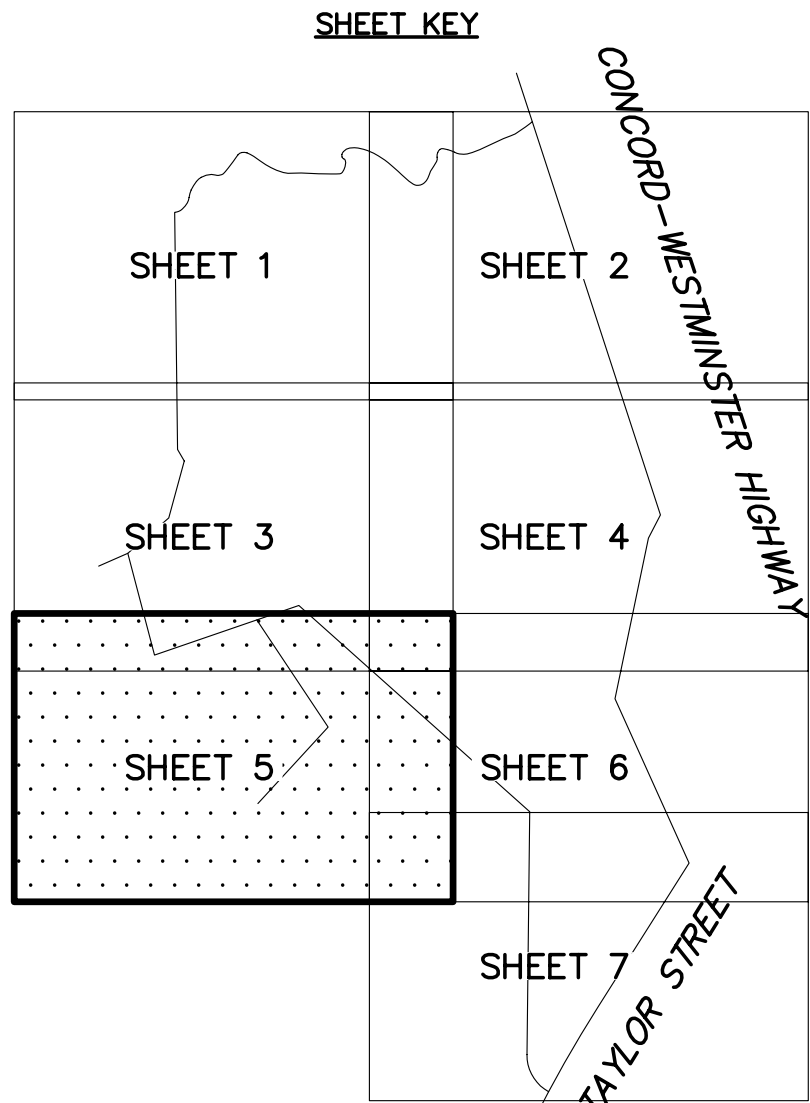 SHEET KEY
CONCORD-WESTMINSTER HIGHWAY
SHEET 1
SHEET 2
SHEET 3
SHEET 4
SHEET 5
SHEET 6
SHEET 7
TAYLOR STREET